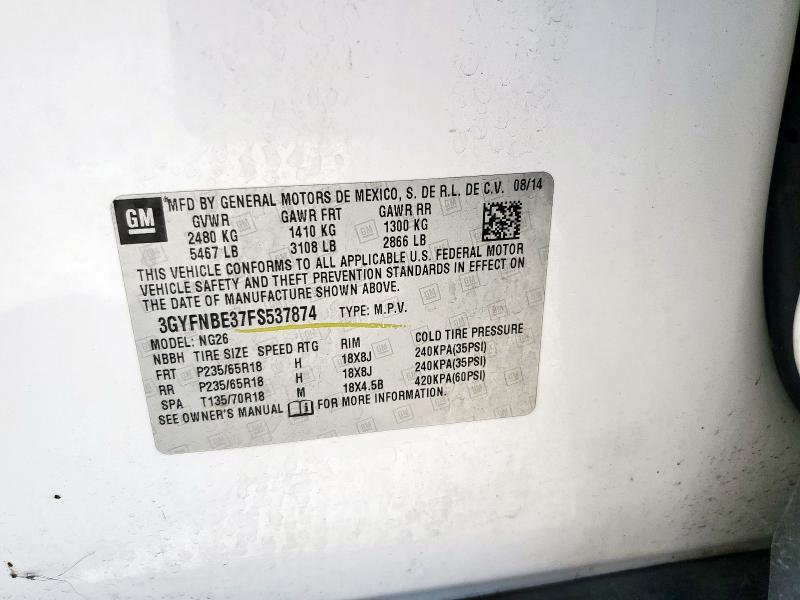 GM
MFD BY GENERAL MOTORS DE MEXICO, S. DE R.L. DE C.V. 08/14
GVWR GAWR FRT GAWR RR
2480 KG 1410 KG 1300 KG
5467 LB 3108 LB 2866 LB
THIS VEHICLE CONFORMS TO ALL APPLICABLE U.S. FEDERAL MOTOR
VEHICLE SAFETY AND THEFT PREVENTION STANDARDS IN EFFECT ON
THE DATE OF MANUFACTURE SHOWN ABOVE.
3GYFNBE37FS537874 TYPE: M.P.V.
MODEL: NG26
NBBH TIRE SIZE SPEED RTG RIM COLD TIRE PRESSURE
FRT P235/65R18 H 18X8J 240KPA(35PSI)
RR P235/65R18 H 18X8J 240KPA(35PSI)
SPA T135/70R18 M 18X4.5B 420KPA(60PSI)
SEE OWNER'S MANUAL FOR MORE INFORMATION.